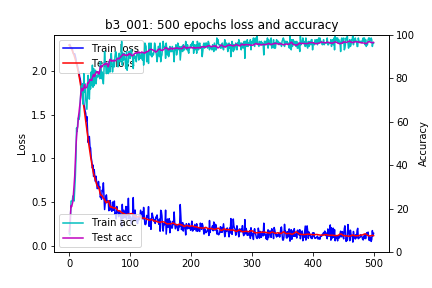 b3_001: 500 epochs loss and accuracy
Train loss
Test loss
Train acc
Test acc
Loss
Accuracy
2.0
1.5
1.0
0.5
0.0
100
80
60
40
20
0
0
100
200
300
400
500